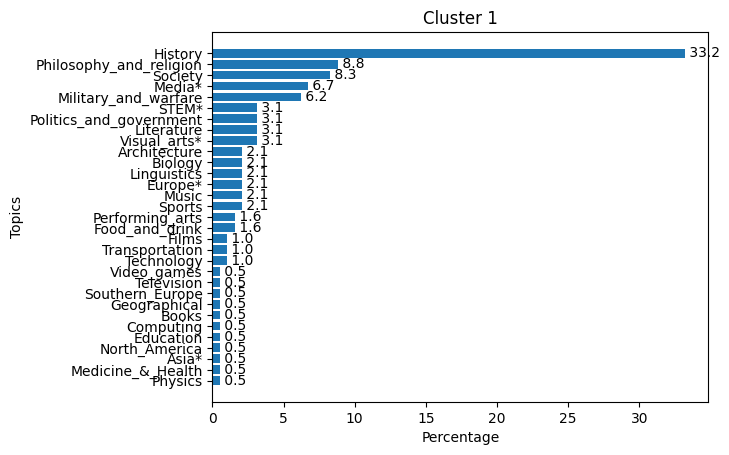 Cluster 1
History 33.2
Philosophy_and_religion 8.8
Society 8.3
Media* 6.7
Military_and_warfare 6.2
STEM* 3.1
Politics_and_government 3.1
Literature 3.1
Visual_arts* 3.1
Architecture 2.1
Biology 2.1
Linguistics 2.1
Europe* 2.1
Music 2.1
Sports 2.1
Performing_arts 1.6
Food_and_drink 1.6
Films 1.0
Transportation 1.0
Technology 1.0
Video_games 0.5
Television 0.5
Southern_Europe 0.5
Geographical 0.5
Books 0.5
Computing 0.5
Education 0.5
North_America 0.5
Asia* 0.5
Medicine_&_Health 0.5
Physics 0.5
Topics
0 5 10 15 20 25 30
Percentage